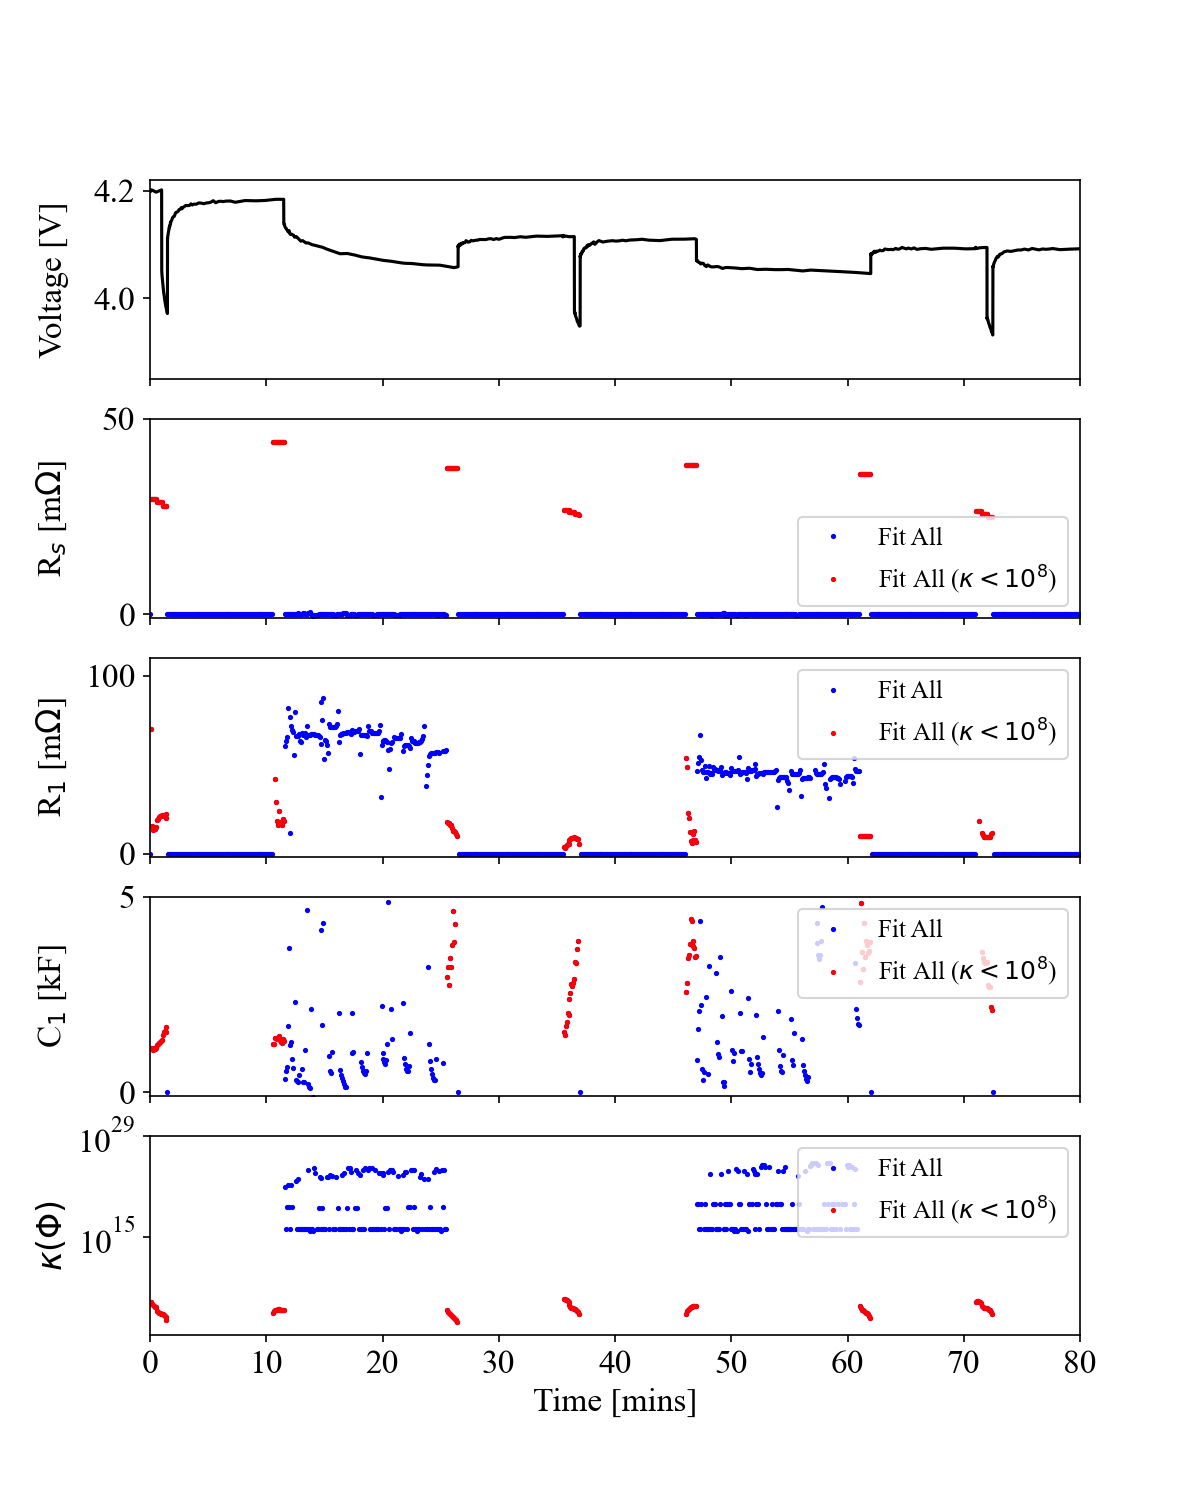 4.2
4.0
Voltage [V]
50
0
R_s [mΩ]
Fit All
Fit All (κ < 10^8)
100
0
R_1 [mΩ]
Fit All
Fit All (κ < 10^8)
5
0
C_1 [kF]
Fit All
Fit All (κ < 10^8)
10^29
10^15
κ(Φ)
Fit All
Fit All (κ < 10^8)
0 10 20 30 40 50 60 70 80
Time [mins]